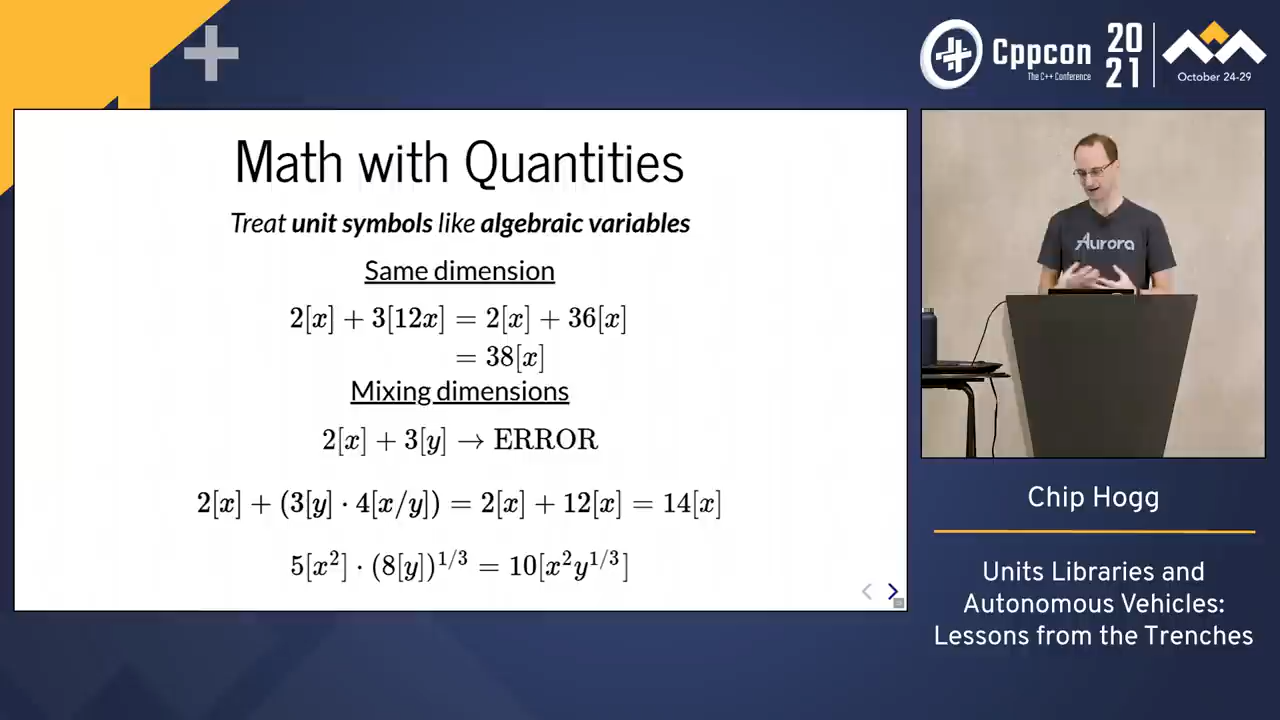 Cppcon
The C++ Conference
20
21
October 24-29
Math with Quantities
Treat unit symbols like algebraic variables
Same dimension
2[x] + 3[12x] = 2[x] + 36[x]
= 38[x]
Mixing dimensions
2[x] + 3[y] → ERROR
2[x] + (3[y] · 4[x/y]) = 2[x] + 12[x] = 14[x]
5[x²] · (8[y])^{1/3} = 10[x²y^{1/3}]
Aurora
Chip Hogg
Units Libraries and
Autonomous Vehicles:
Lessons from the Trenches